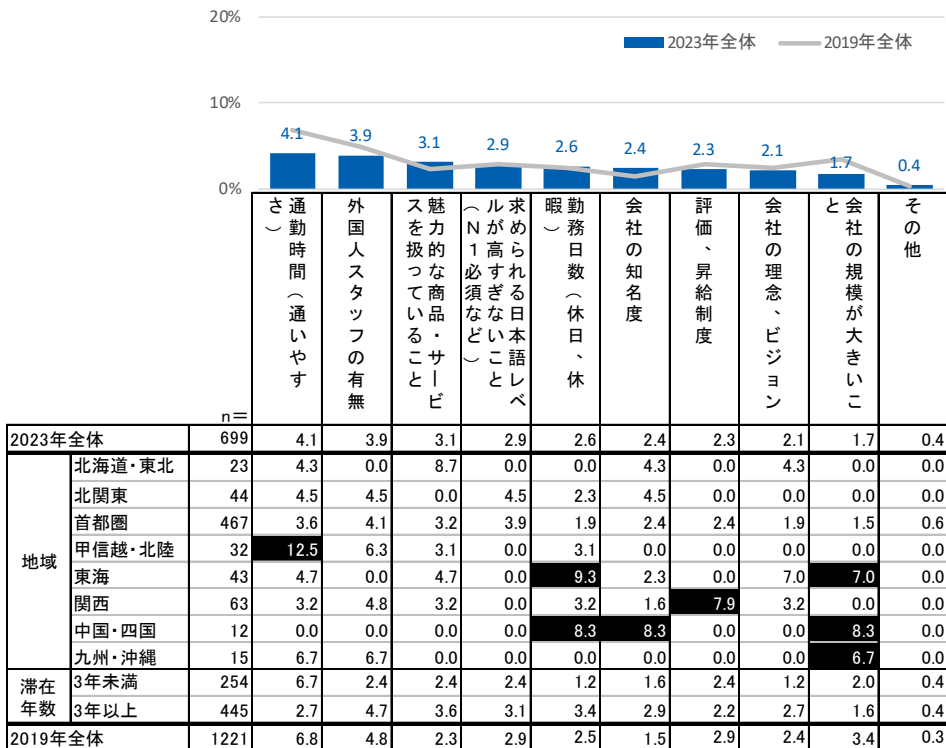 20%
2023年全体 2019年全体
10%
4.1 3.9 3.1 2.9 2.6 2.4 2.3 2.1 1.7 0.4
0%
通勤時間（通いやす
さ）
外国人スタッフの有無
魅力的な商品・サービ
スを扱っていること
求められる日本語レベ
ルが高すぎないこと
（N1必須など）
勤務日数（休日、休
暇）
会社の知名度
評価、昇給制度
会社の理念、ビジョン
会社の規模が大きいこ
と
その他
n＝
2023年全体 699 4.1 3.9 3.1 2.9 2.6 2.4 2.3 2.1 1.7 0.4
地域
北海道・東北 23 4.3 0.0 8.7 0.0 0.0 4.3 0.0 4.3 0.0 0.0
北関東 44 4.5 4.5 0.0 4.5 2.3 4.5 0.0 0.0 0.0 0.0
首都圏 467 3.6 4.1 3.2 3.9 1.9 2.4 2.4 1.9 1.5 0.6
甲信越・北陸 32 12.5 6.3 3.1 0.0 3.1 0.0 0.0 0.0 0.0 0.0
東海 43 4.7 0.0 4.7 0.0 9.3 2.3 0.0 7.0 7.0 0.0
関西 63 3.2 4.8 3.2 0.0 3.2 1.6 7.9 3.2 0.0 0.0
中国・四国 12 0.0 0.0 0.0 0.0 8.3 8.3 0.0 0.0 8.3 0.0
九州・沖縄 15 6.7 6.7 0.0 0.0 0.0 0.0 0.0 0.0 6.7 0.0
滞在
年数
3年未満 254 6.7 2.4 2.4 2.4 1.2 1.6 2.4 1.2 2.0 0.4
3年以上 445 2.7 4.7 3.6 3.1 3.4 2.9 2.2 2.7 1.6 0.4
2019年全体 1221 6.8 4.8 2.3 2.9 2.5 1.5 2.9 2.4 3.4 0.3